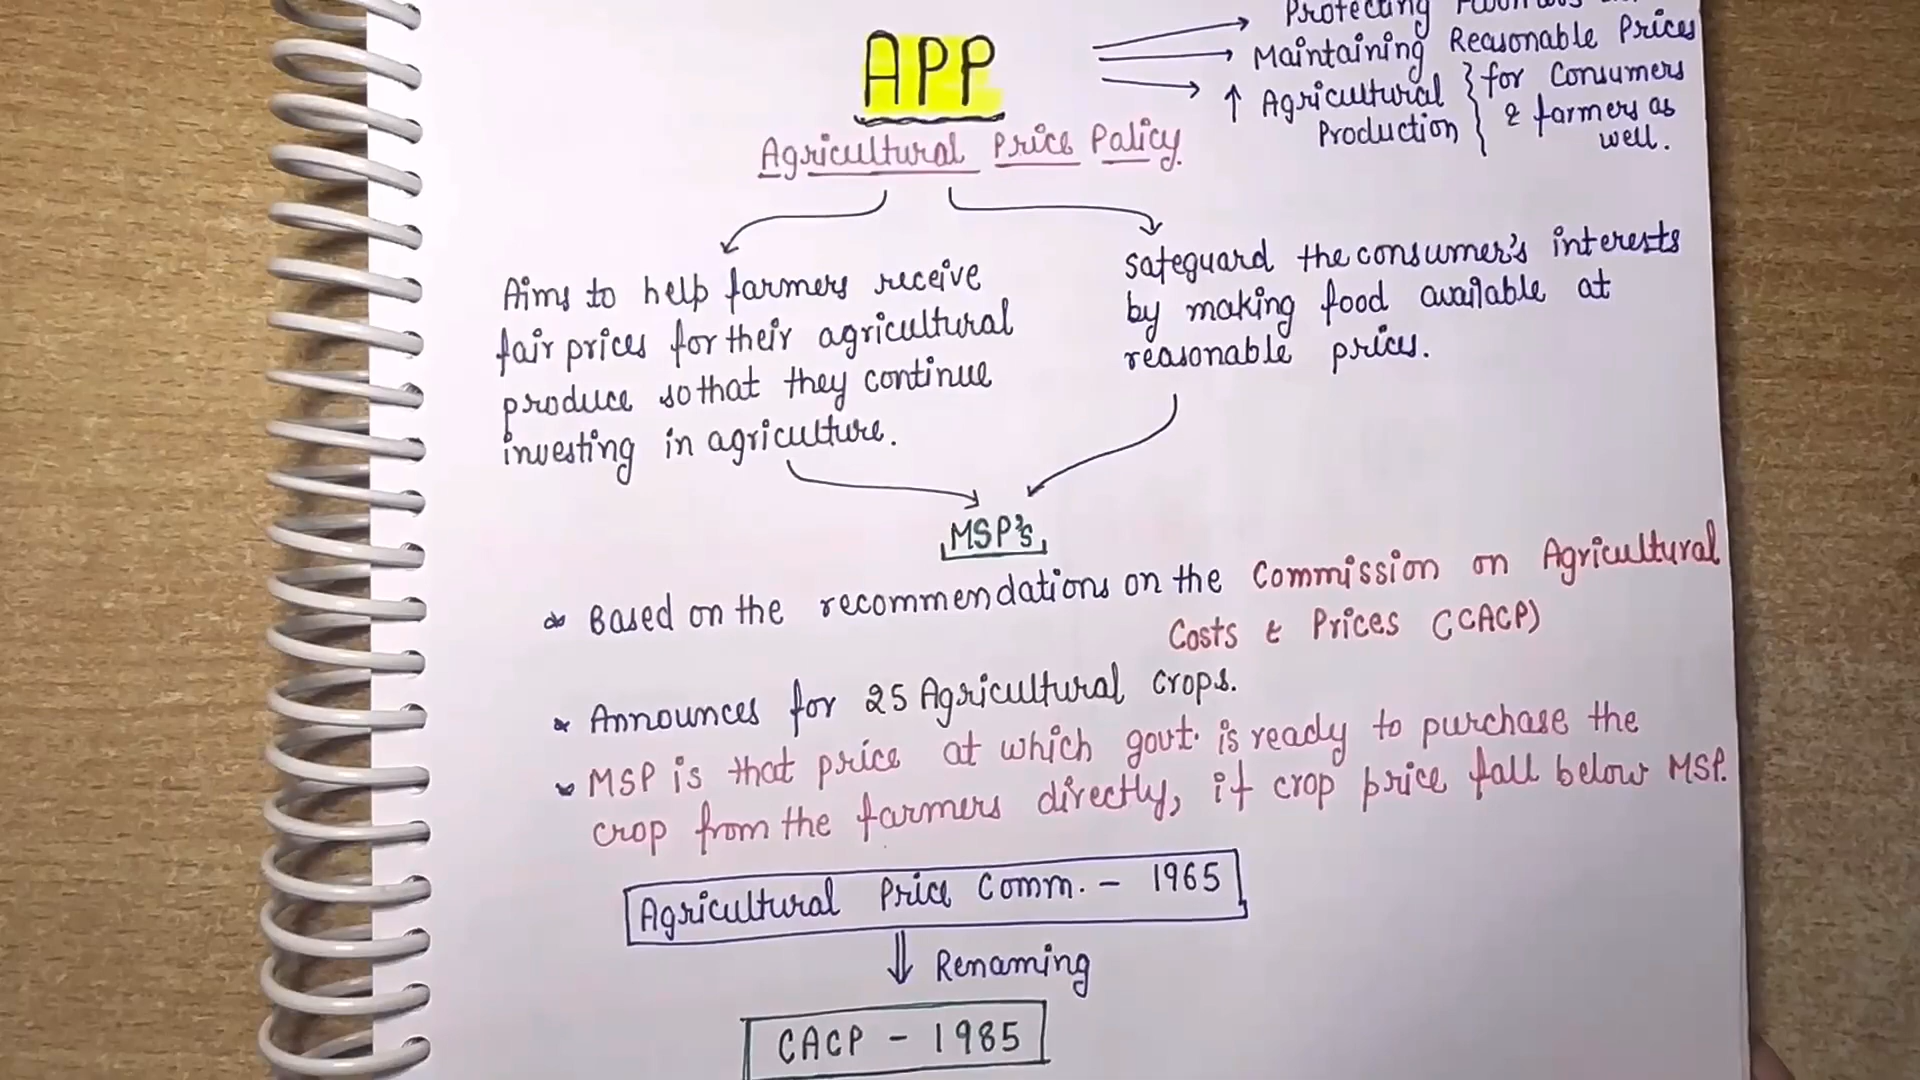 Protecting
APP
Maintaining Reasonable Prices
↑ Agricultural Production } for Consumers & farmers as well.
Agricultural Price Policy
Aims to help farmers receive
fair prices for their agricultural
produce so that they continue
investing in agriculture.
Safeguard the consumer's interests
by making food available at
reasonable prices.
MSP's
Based on the recommendations on the Commission on Agricultural
Costs & Prices (CACP)
Announces for 25 Agricultural crops.
MSP is that price at which govt. is ready to purchase the
crop from the farmers directly, if crop price fall below MSP.
Agricultural Price Comm. - 1965
⇓ Renaming
CACP - 1985